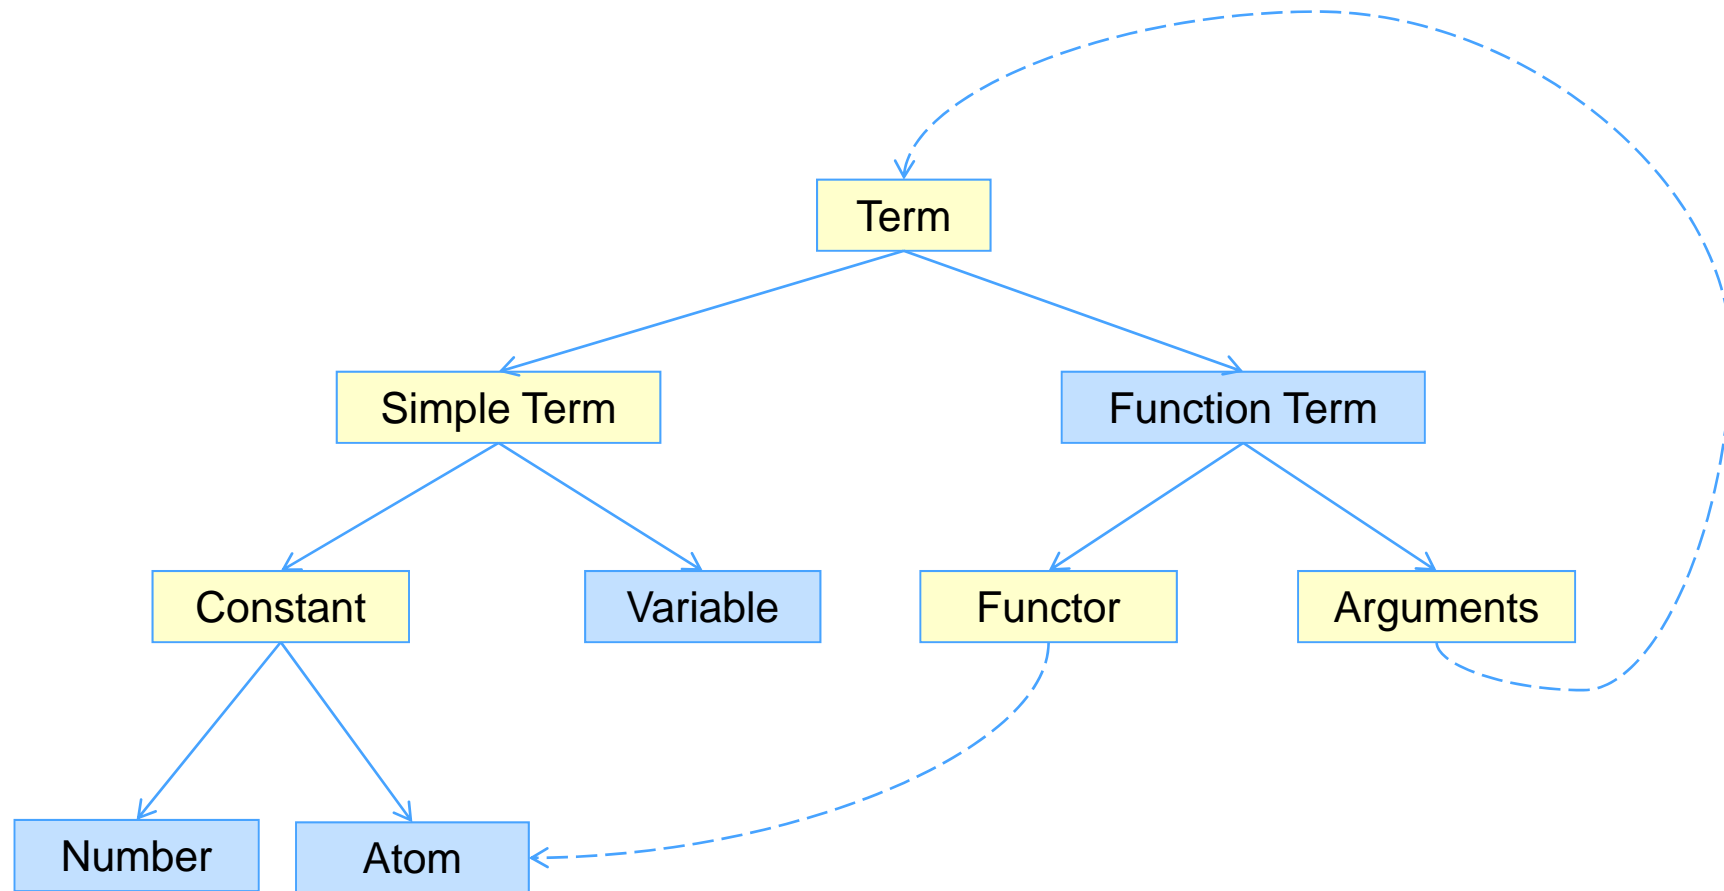 Term
Simple Term
Function Term
Constant
Variable
Functor
Arguments
Number
Atom